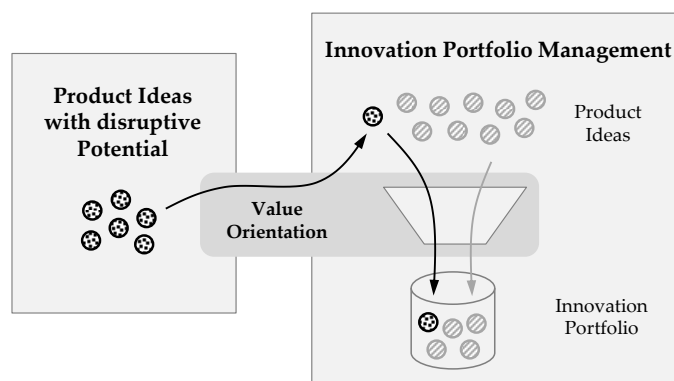 Innovation Portfolio Management
Product Ideas
with disruptive
Potential
Product
Ideas
Value
Orientation
Innovation
Portfolio